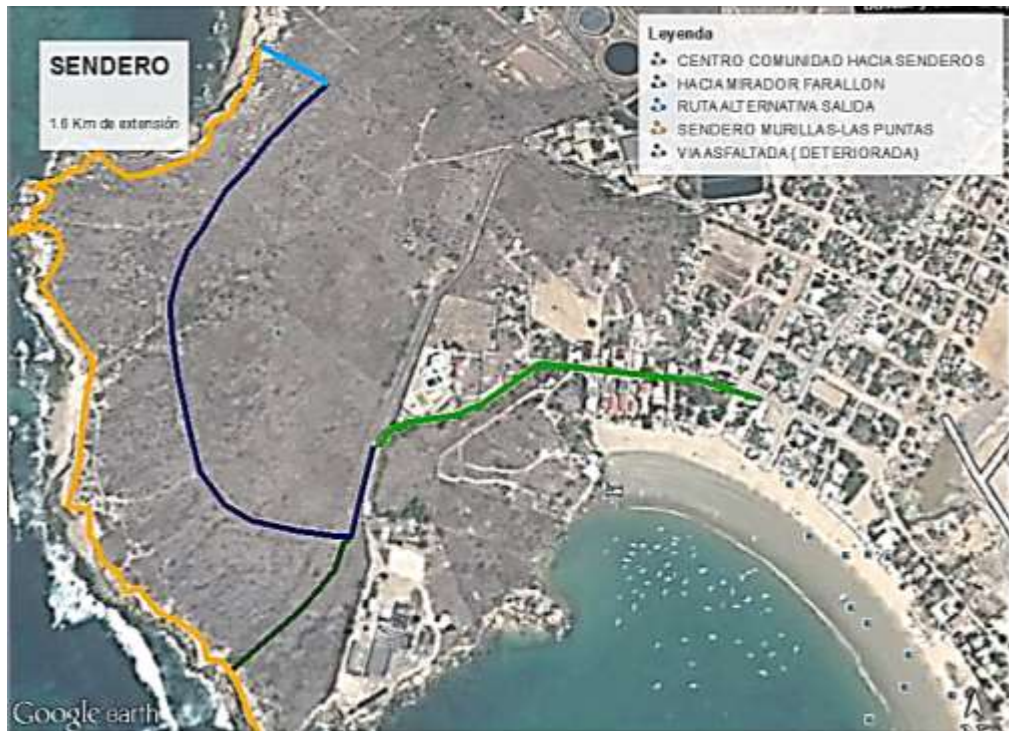 SENDERO
1.6 Km de extensión
Leyenda
CENTRO COMUNIDAD HACIA SENDEROS
HACIA MIRADOR FARALLON
RUTA ALTERNATIVA SALIDA
SENDERO MURILLAS-LAS PUNTAS
VIA ASFALTADA ( DETERIORADA)
Google earth